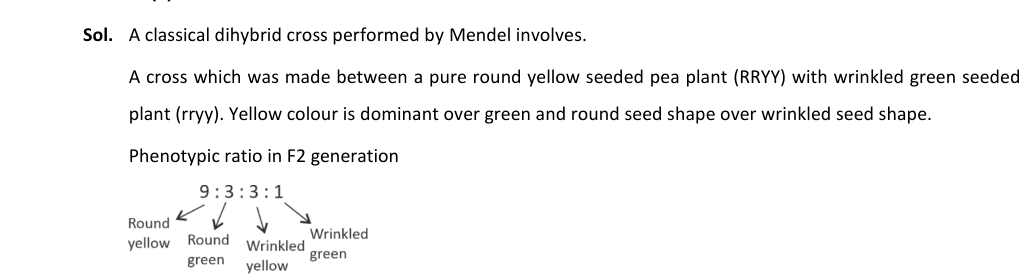 Sol. A classical dihybrid cross performed by Mendel involves.
A cross which was made between a pure round yellow seeded pea plant (RRYY) with wrinkled green seeded
plant (rryy). Yellow colour is dominant over green and round seed shape over wrinkled seed shape.
Phenotypic ratio in F2 generation
9 : 3 : 3 : 1
Round
yellow
Round
green
Wrinkled
yellow
Wrinkled
green